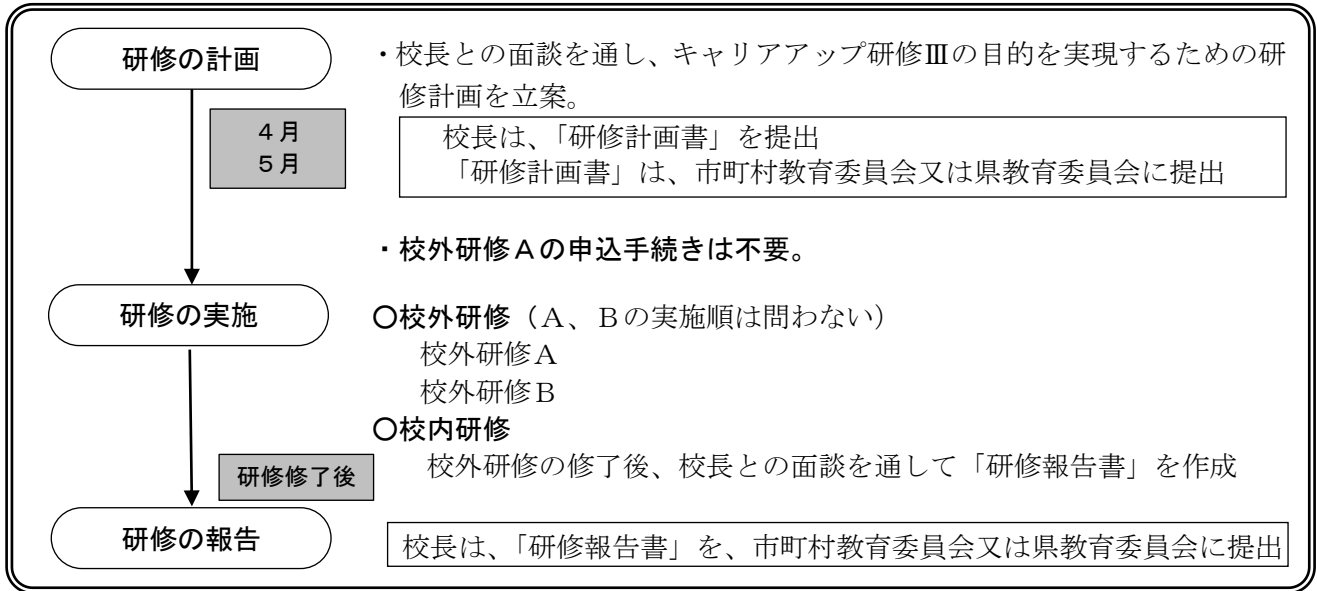 研修の計画
・校長との面談を通し、キャリアアップ研修Ⅲの目的を実現するための研
修計画を立案。
４月
５月
校長は、「研修計画書」を提出
「研修計画書」は、市町村教育委員会又は県教育委員会に提出
・校外研修Ａの申込手続きは不要。
研修の実施
○校外研修（Ａ、Ｂの実施順は問わない）
校外研修Ａ
校外研修Ｂ
○校内研修
校外研修の修了後、校長との面談を通して「研修報告書」を作成
研修修了後
研修の報告
校長は、「研修報告書」を、市町村教育委員会又は県教育委員会に提出